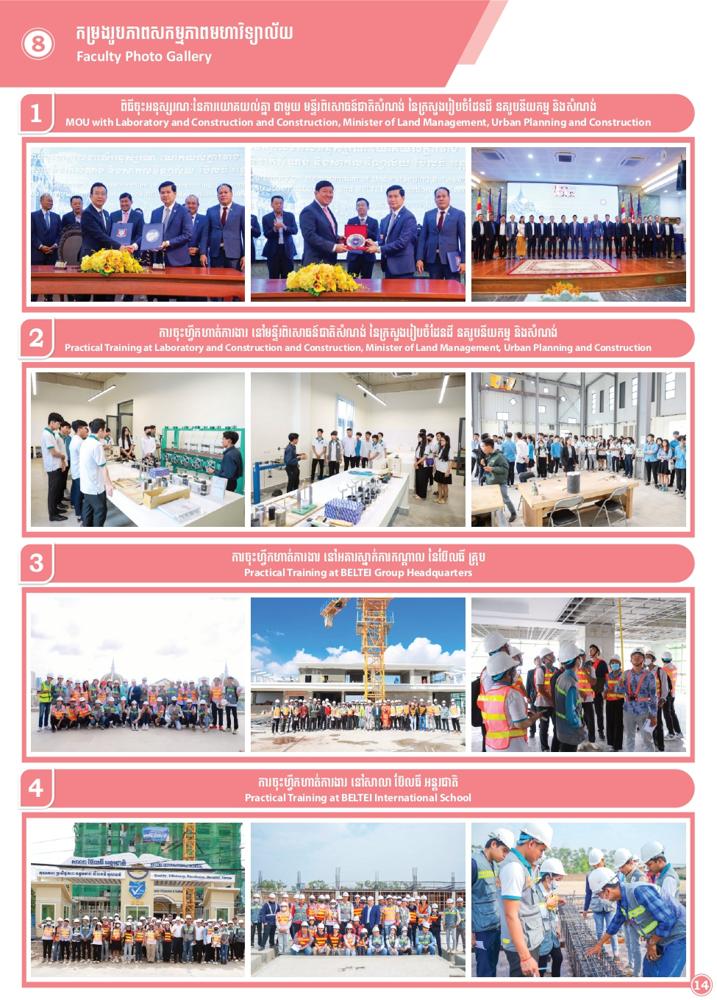 8
កម្រងរូបភាពសកម្មភាពមហាវិទ្យាល័យ
Faculty Photo Gallery
1
ពិធីចុះអនុស្សរណៈនៃការយោគយល់គ្នា ជាមួយ មន្ទីរពិសោធន៍ជាតិសំណង់ នៃក្រសួងរៀបចំដែនដី នគរូបនីយកម្ម និងសំណង់
MOU with Laboratory and Construction and Construction, Minister of Land Management, Urban Planning and Construction
2
ការចុះហ្វឹកហាត់ការងារ នៅមន្ទីរពិសោធន៍ជាតិសំណង់ នៃក្រសួងរៀបចំដែនដី នគរូបនីយកម្ម និងសំណង់
Practical Training at Laboratory and Construction and Construction, Minister of Land Management, Urban Planning and Construction
3
ការចុះហ្វឹកហាត់ការងារ នៅអគារស្នាក់ការកណ្តាល នៃប៊ែលធី គ្រុប
Practical Training at BELTEI Group Headquarters
4
ការចុះហ្វឹកហាត់ការងារ នៅសាលា ប៊ែលធី អន្តរជាតិ
Practical Training at BELTEI International School
14